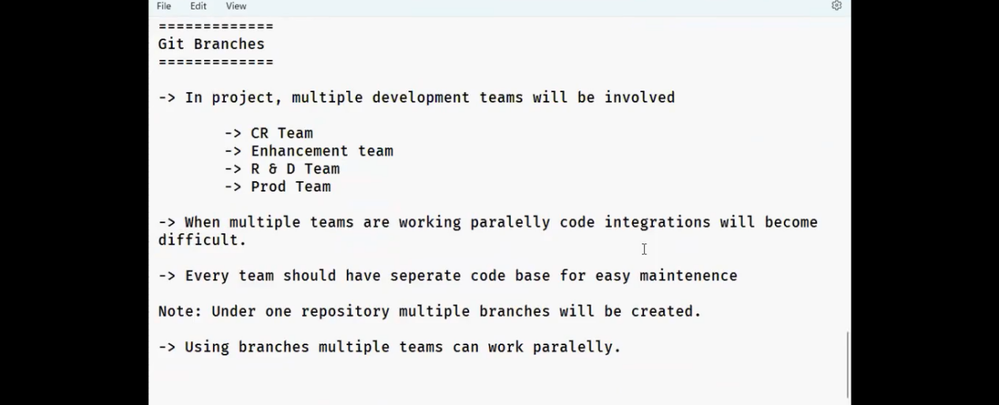 File Edit View
=============
Git Branches
=============
-> In project, multiple development teams will be involved
-> CR Team
-> Enhancement team
-> R & D Team
-> Prod Team
-> When multiple teams are working paralelly code integrations will become
difficult.
-> Every team should have seperate code base for easy maintenence
Note: Under one repository multiple branches will be created.
-> Using branches multiple teams can work paralelly.